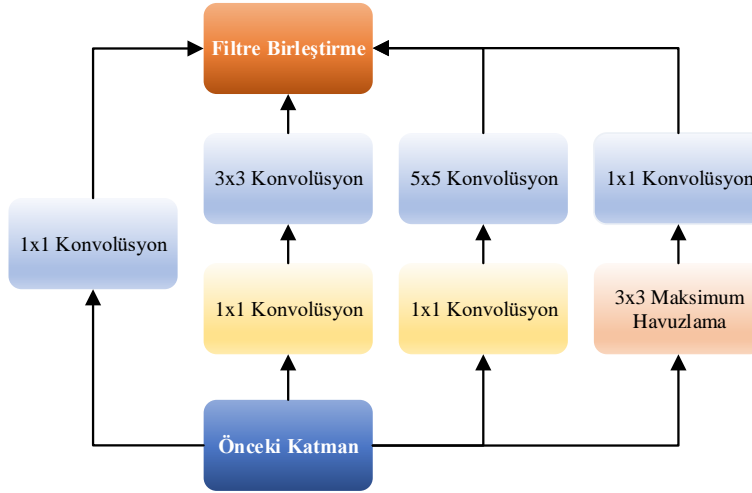 Filtre Birleştirme
3x3 Konvolüsyon
5x5 Konvolüsyon
1x1 Konvolüsyon
1x1 Konvolüsyon
1x1 Konvolüsyon
1x1 Konvolüsyon
3x3 Maksimum
Havuzlama
Önceki Katman